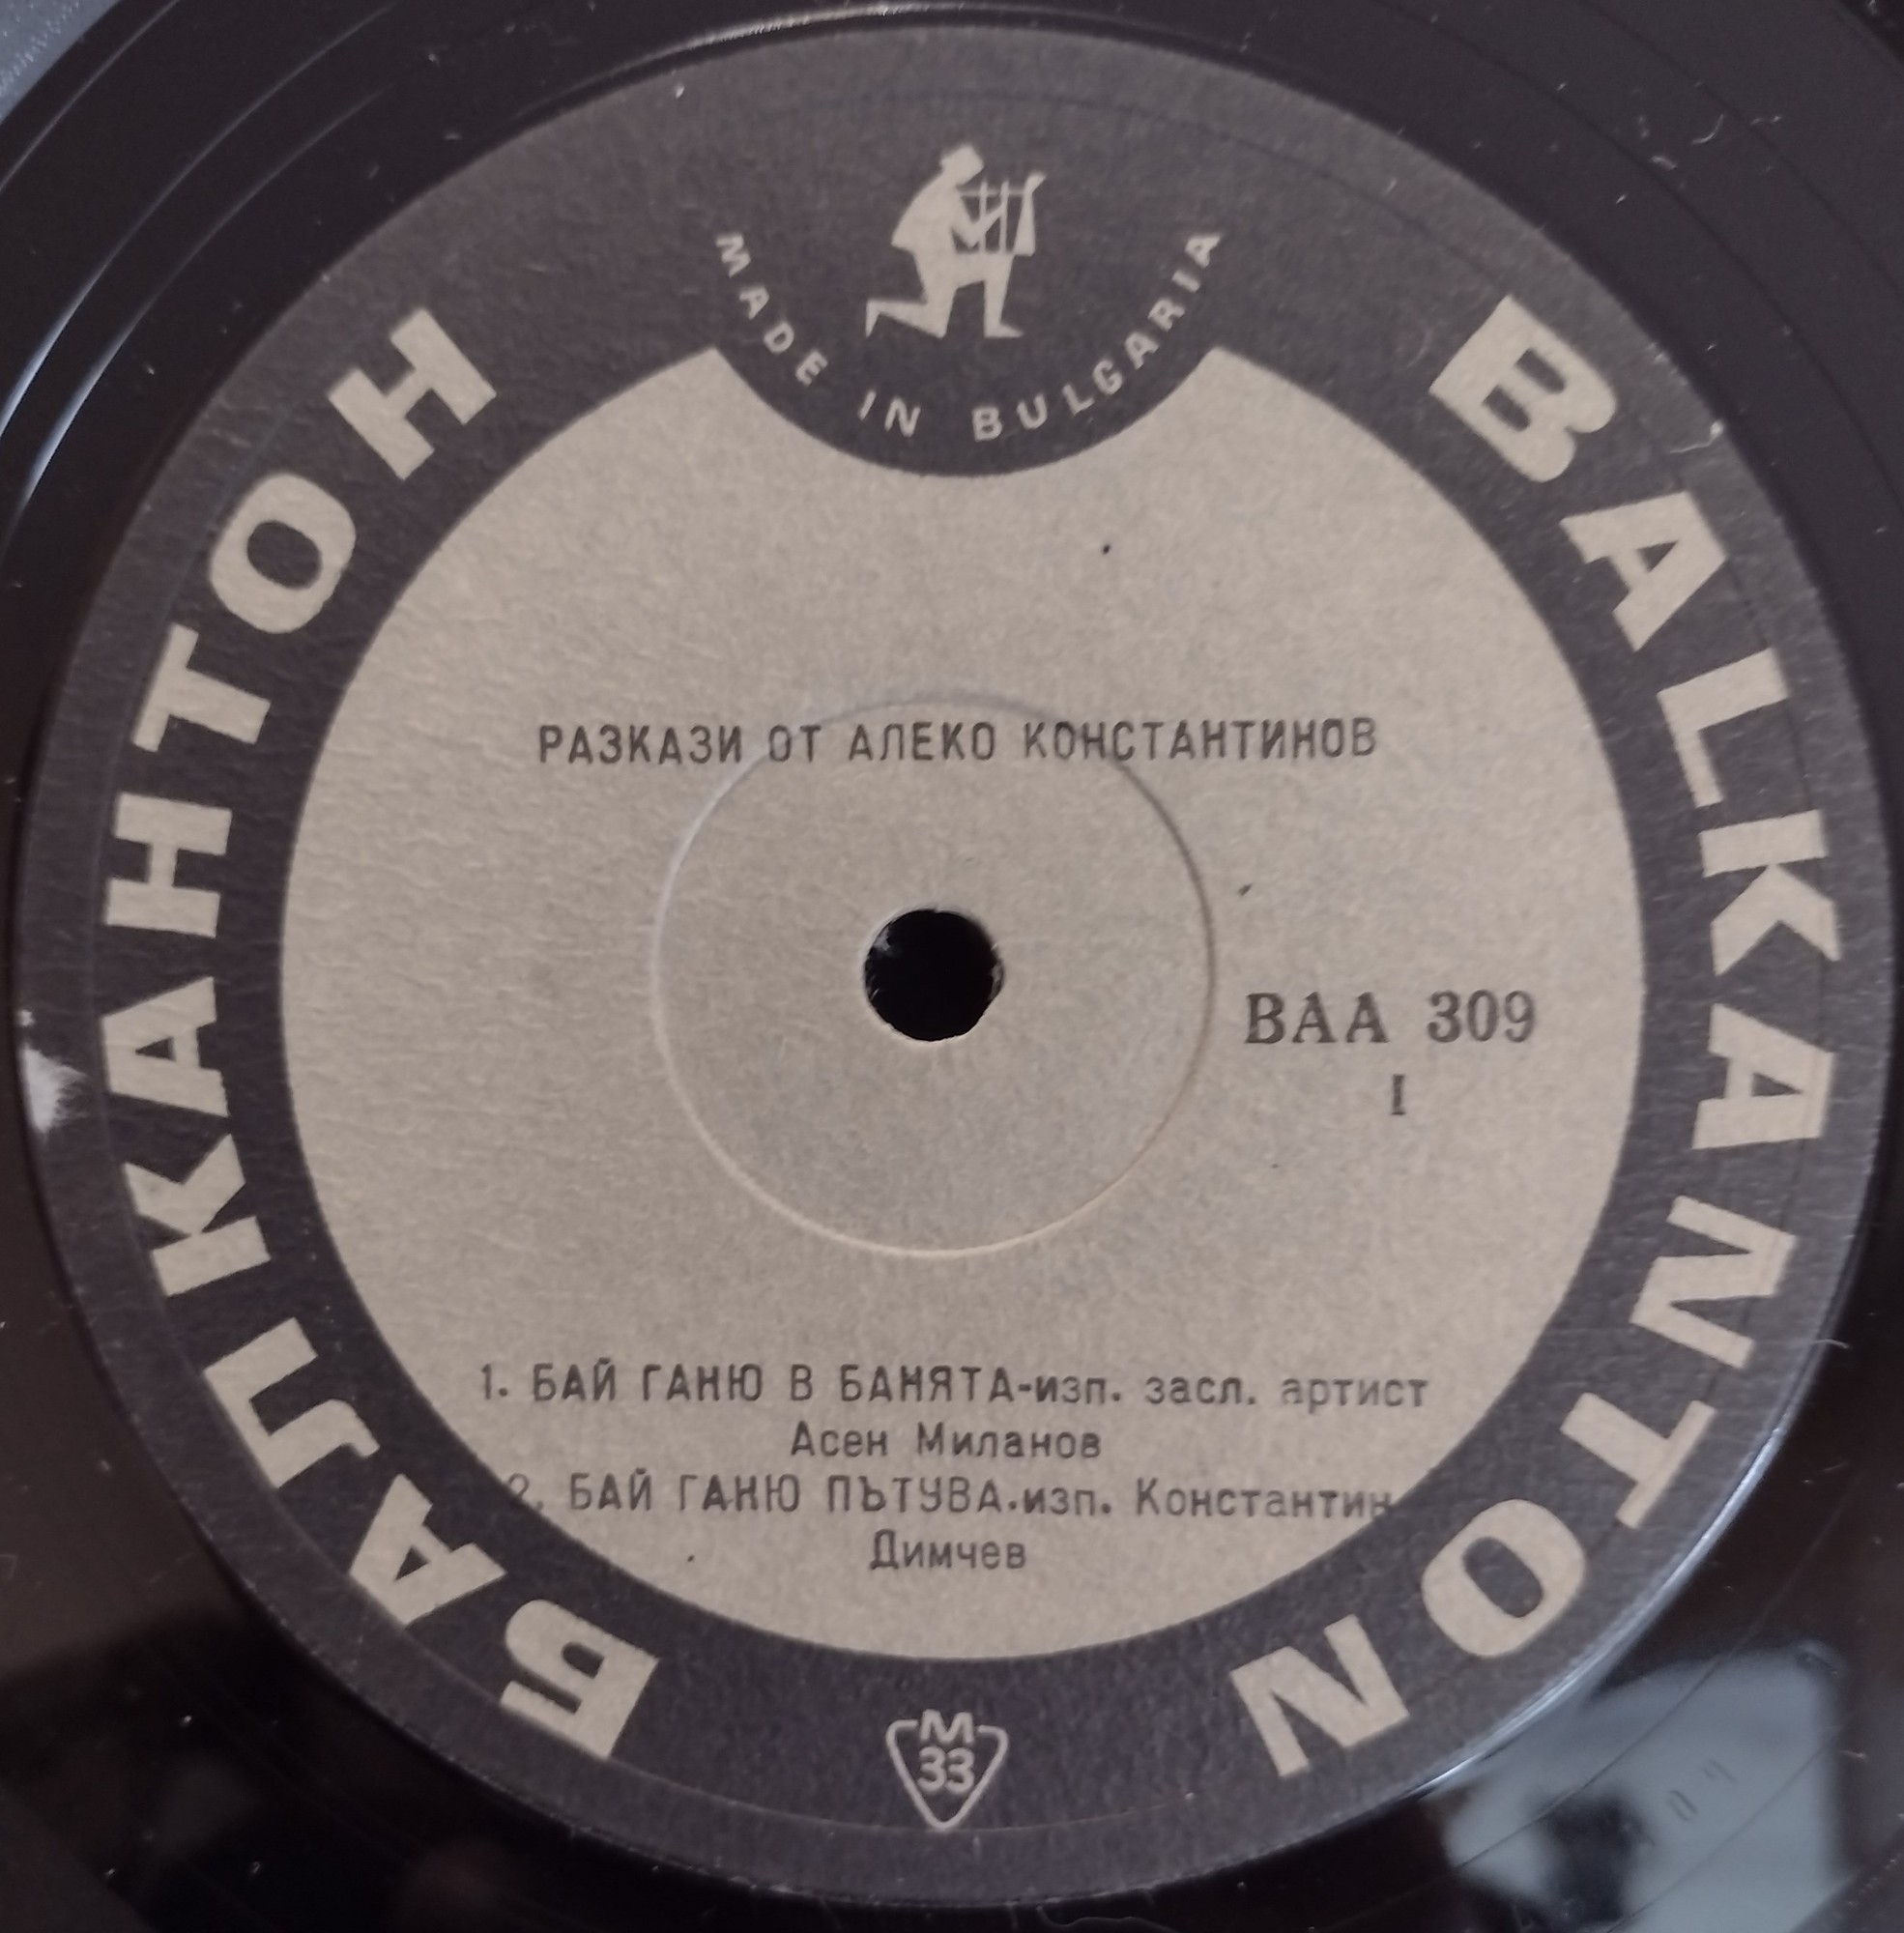 MADE IN BULGARIA
БАЛКАНТОН
BALKANTON
РАЗКАЗИ ОТ АЛЕКО КОНСТАНТИНОВ
ВАА 309
I
1. БАЙ ГАНЮ В БАНЯТА-изп. засл. артист
Асен Миланов
2. БАЙ ГАНЮ ПЪТУВА.изп. Константин
Димчев
М
33